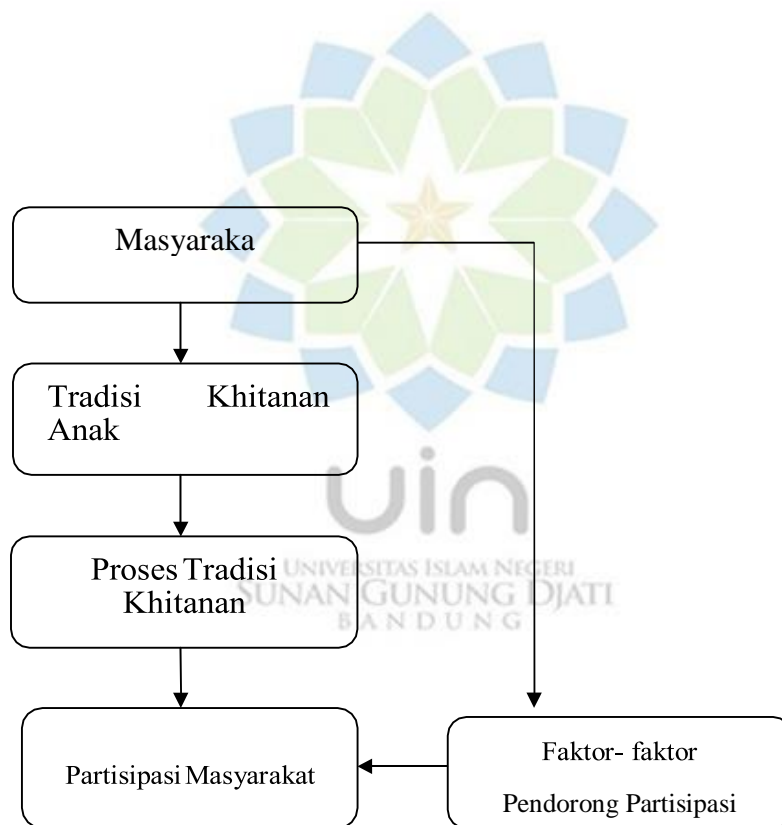 Masyaraka
Tradisi Khitanan
Anak
uin
Proses Tradisi
Khitanan
UNIVERSITAS ISLAM NEGERI
SUNAN GUNUNG DJATI
BANDUNG
Partisipasi Masyarakat
Faktor- faktor
Pendorong Partisipasi